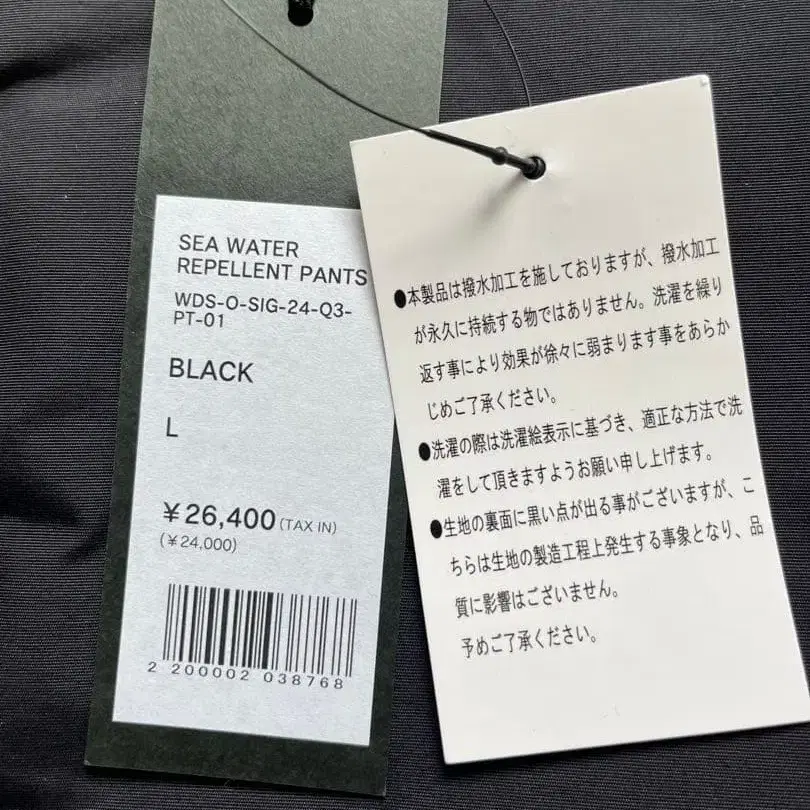 SEA WATER
REPELLENT PANTS
WDS-O-SIG-24-Q3-
PT-01
BLACK
L
￥26,400 (TAX IN)
(￥24,000)
2 200002 038768
●本製品は撥水加工を施しておりますが、撥水加工
が永久に持続する物ではありません。洗濯を繰り
返す事により効果が徐々に弱まります事をあらか
じめご了承ください。
●洗濯の際は洗濯絵表示に基づき、適正な方法で洗
濯をして頂きますようお願い申し上げます。
●生地の裏面に黒い点が出る事がございますが、こ
ちらは生地の製造工程上発生する事象となり、品
質に影響はございません。
予めご了承ください。